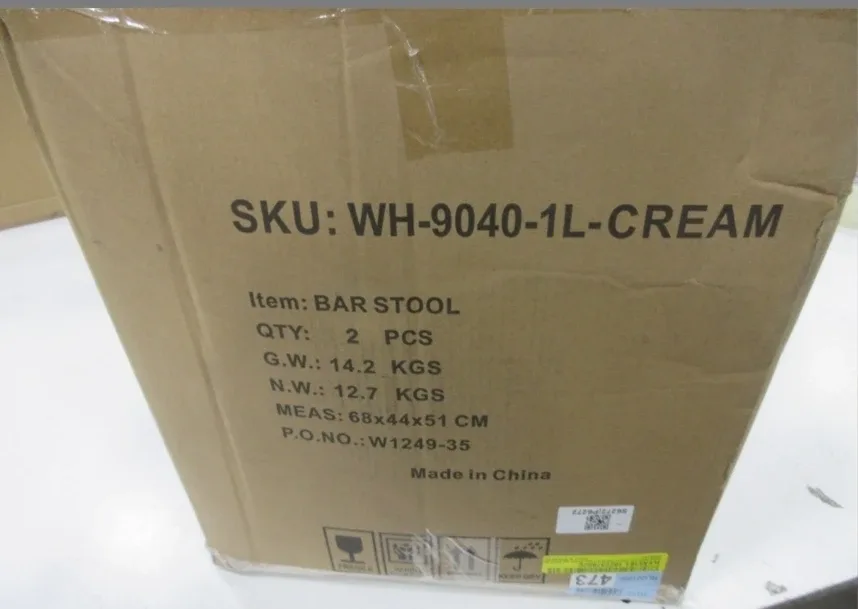 SKU: WH-9040-1L-CREAM
Item: BAR STOOL
QTY: 2 PCS
G.W.: 14.2 KGS
N.W.: 12.7 KGS
MEAS: 68x44x51 CM
P.O.NO.: W1249-35
Made in China
473